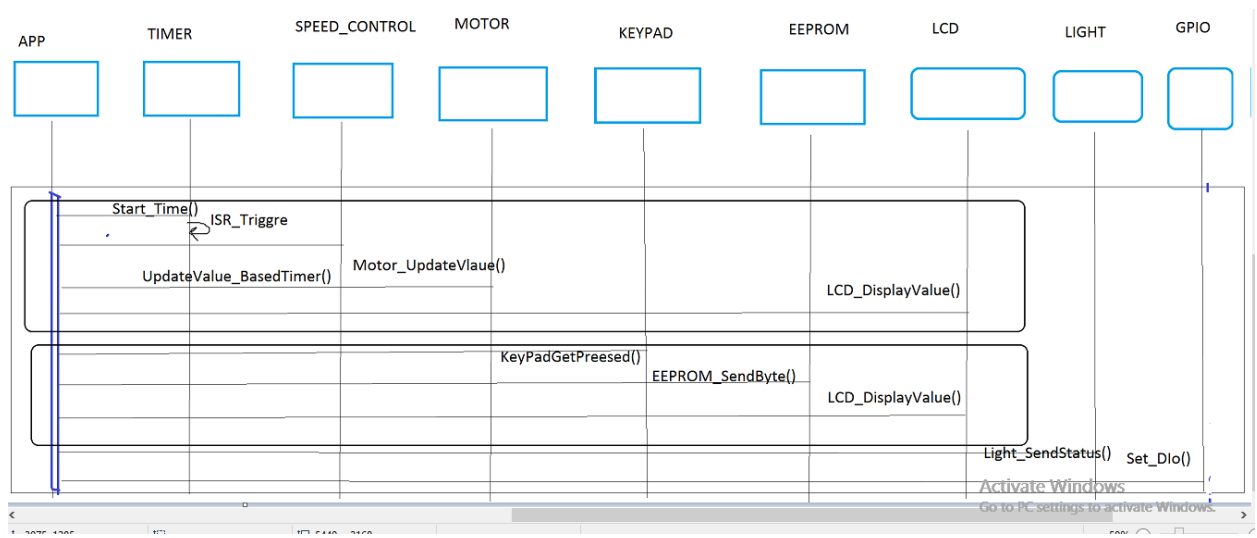 APP
TIMER
SPEED_CONTROL
MOTOR
KEYPAD
EEPROM
LCD
LIGHT
GPIO
Start_Time()
ISR_Triggre
UpdateValue_BasedTimer()
Motor_UpdateVlaue()
LCD_DisplayValue()
KeyPadGetPreesed()
EEPROM_SendByte()
LCD_DisplayValue()
Light_SendStatus()
Set_DIo()
Activate Windows
Go to PC settings to activate Windows.